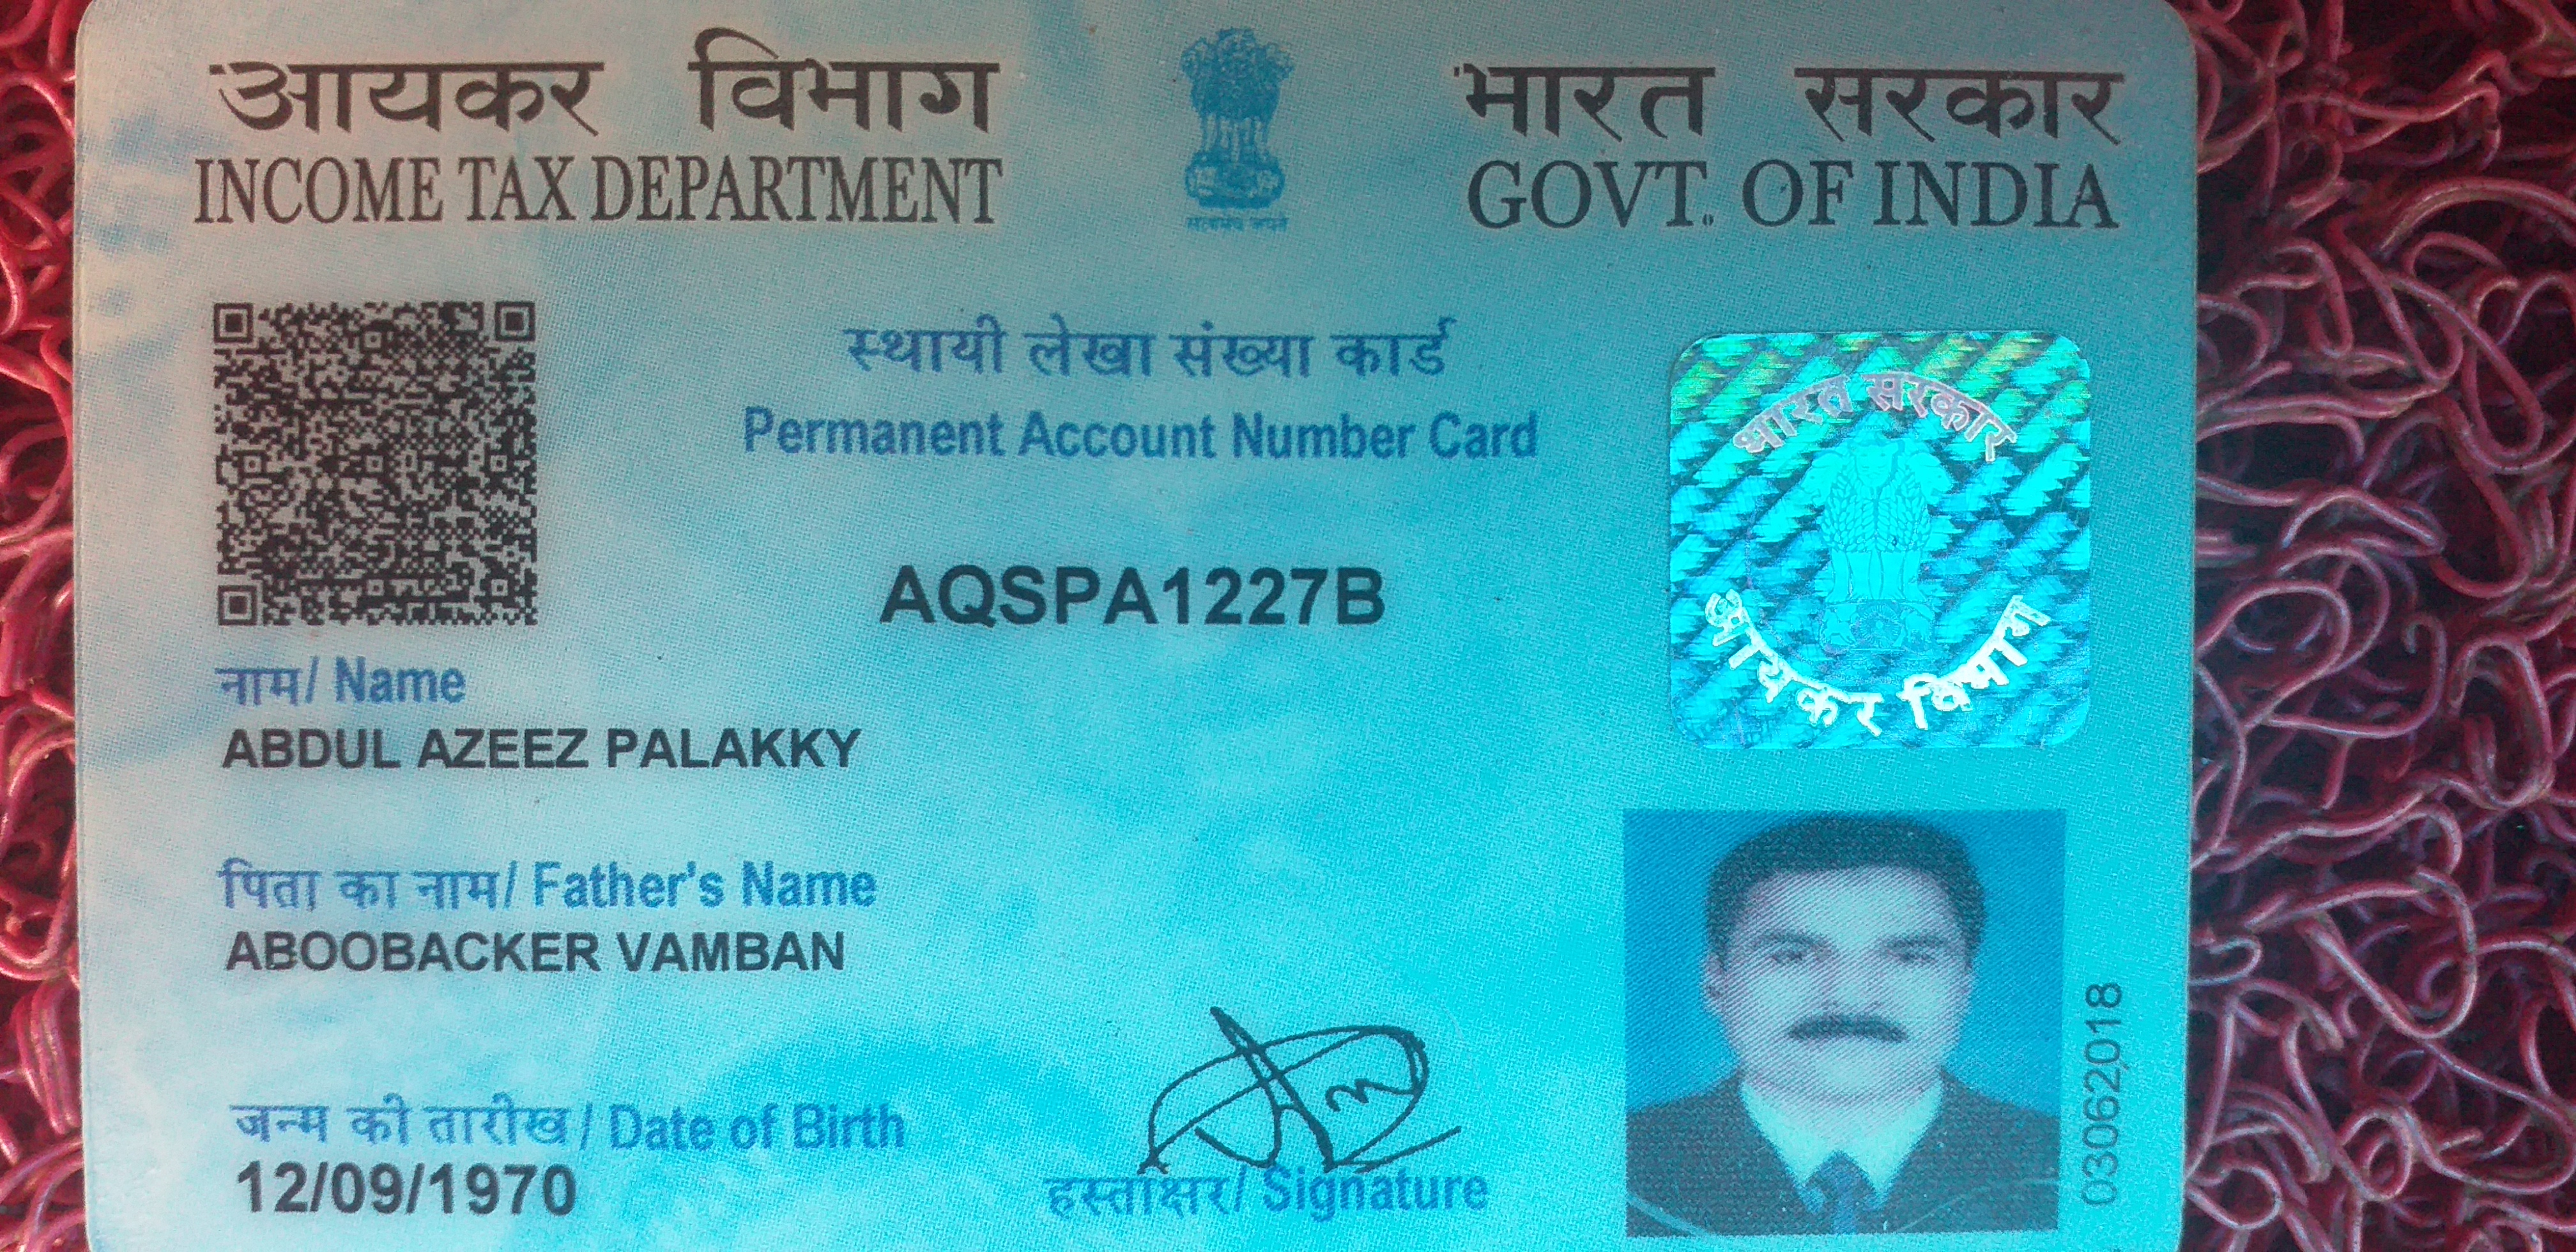 आयकर विभाग
INCOME TAX DEPARTMENT
सत्यमेव जयते
भारत सरकार
GOVT. OF INDIA
स्थायी लेखा संख्या कार्ड
Permanent Account Number Card
AQSPA1227B
भारत सरकार
आयकर विभाग
नाम/ Name
ABDUL AZEEZ PALAKKY
पिता का नाम/ Father's Name
ABOOBACKER VAMBAN
जन्म की तारीख/ Date of Birth
12/09/1970
हस्ताक्षर/ Signature
03062018